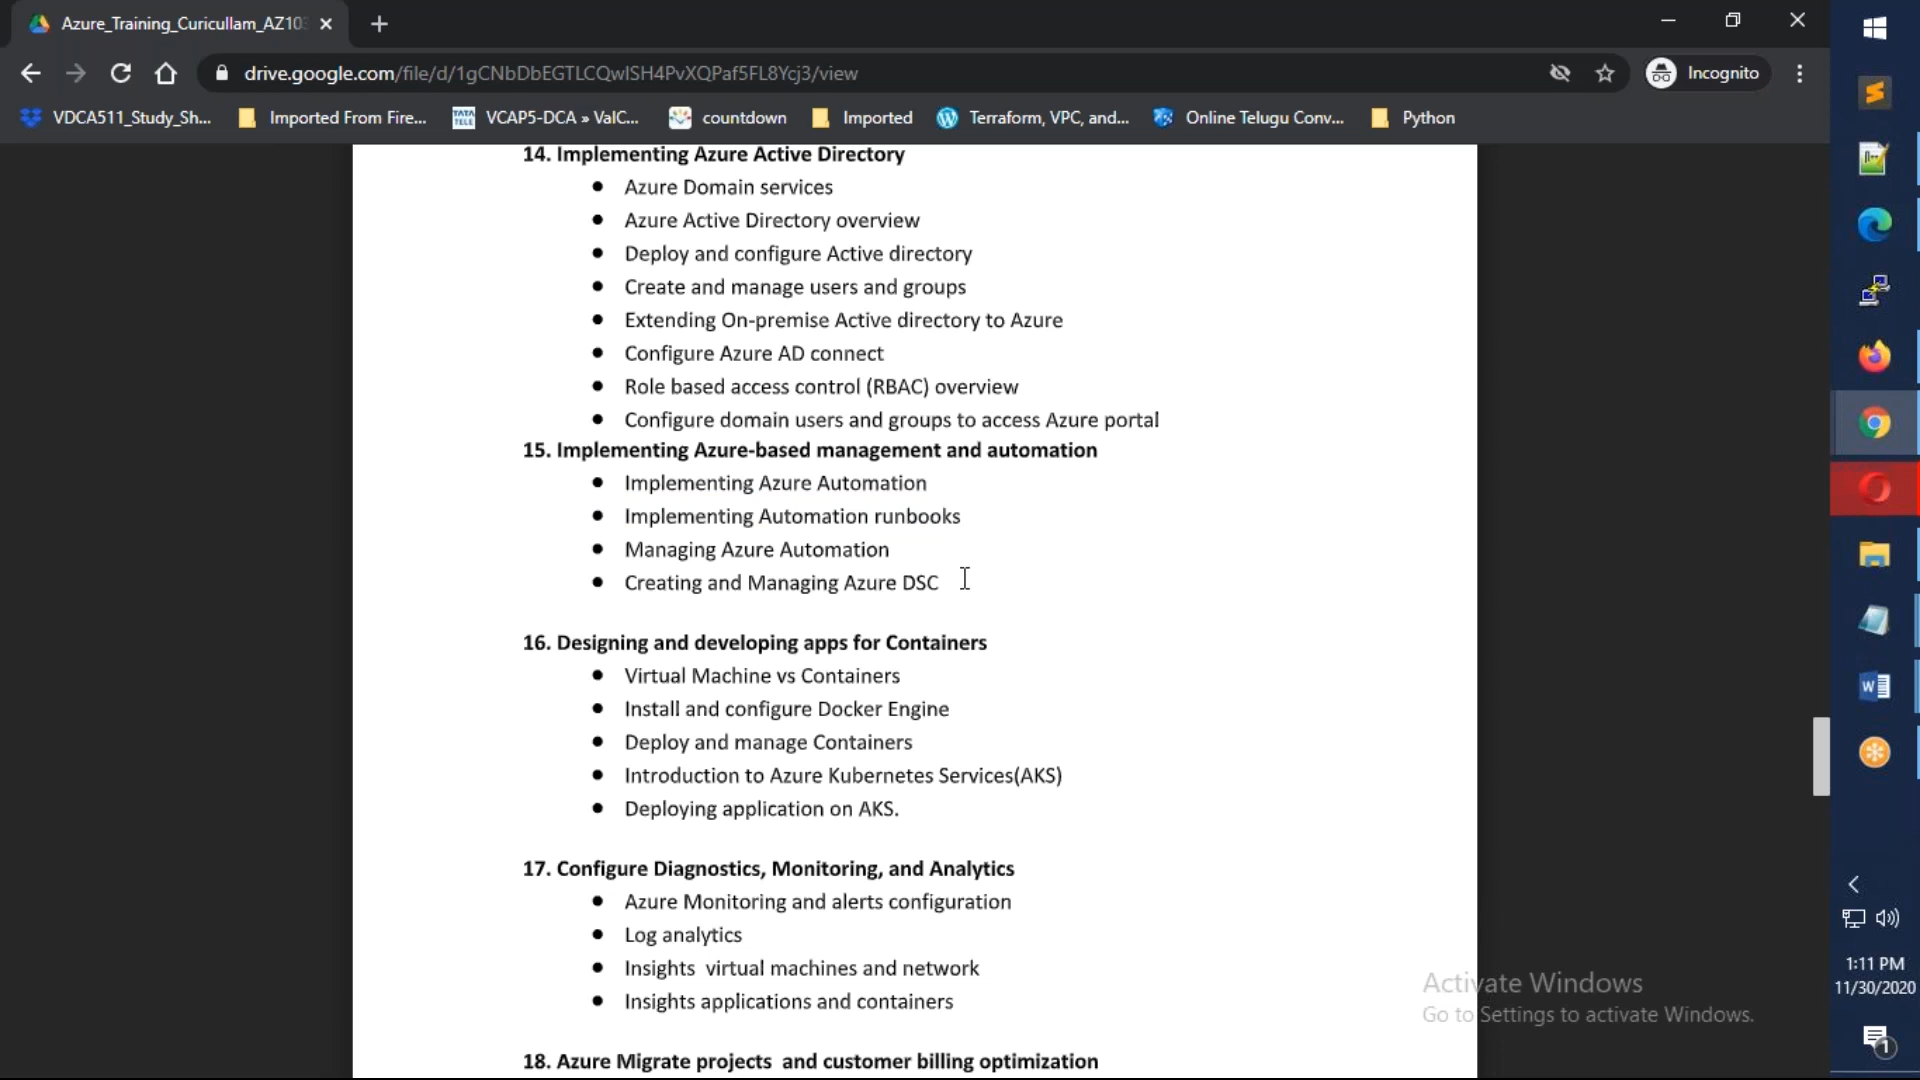 Azure_Training_Curicullam_AZ103
drive.google.com/file/d/1gCNbDbEGTLCQwlSH4PvXQPaf5FL8Ycj3/view
Incognito
VDCA511_Study_Sh...
Imported From Fire...
TATA TELE
VCAP5-DCA » ValC...
countdown
Imported
Terraform, VPC, and...
Online Telugu Conv...
Python
14. Implementing Azure Active Directory
Azure Domain services
Azure Active Directory overview
Deploy and configure Active directory
Create and manage users and groups
Extending On-premise Active directory to Azure
Configure Azure AD connect
Role based access control (RBAC) overview
Configure domain users and groups to access Azure portal
15. Implementing Azure-based management and automation
Implementing Azure Automation
Implementing Automation runbooks
Managing Azure Automation
Creating and Managing Azure DSC
16. Designing and developing apps for Containers
Virtual Machine vs Containers
Install and configure Docker Engine
Deploy and manage Containers
Introduction to Azure Kubernetes Services(AKS)
Deploying application on AKS.
17. Configure Diagnostics, Monitoring, and Analytics
Azure Monitoring and alerts configuration
Log analytics
Insights  virtual machines and network
Insights applications and containers
18. Azure Migrate projects  and customer billing optimization
Activate Windows
Go to Settings to activate Windows.
1:11 PM
11/30/2020
1